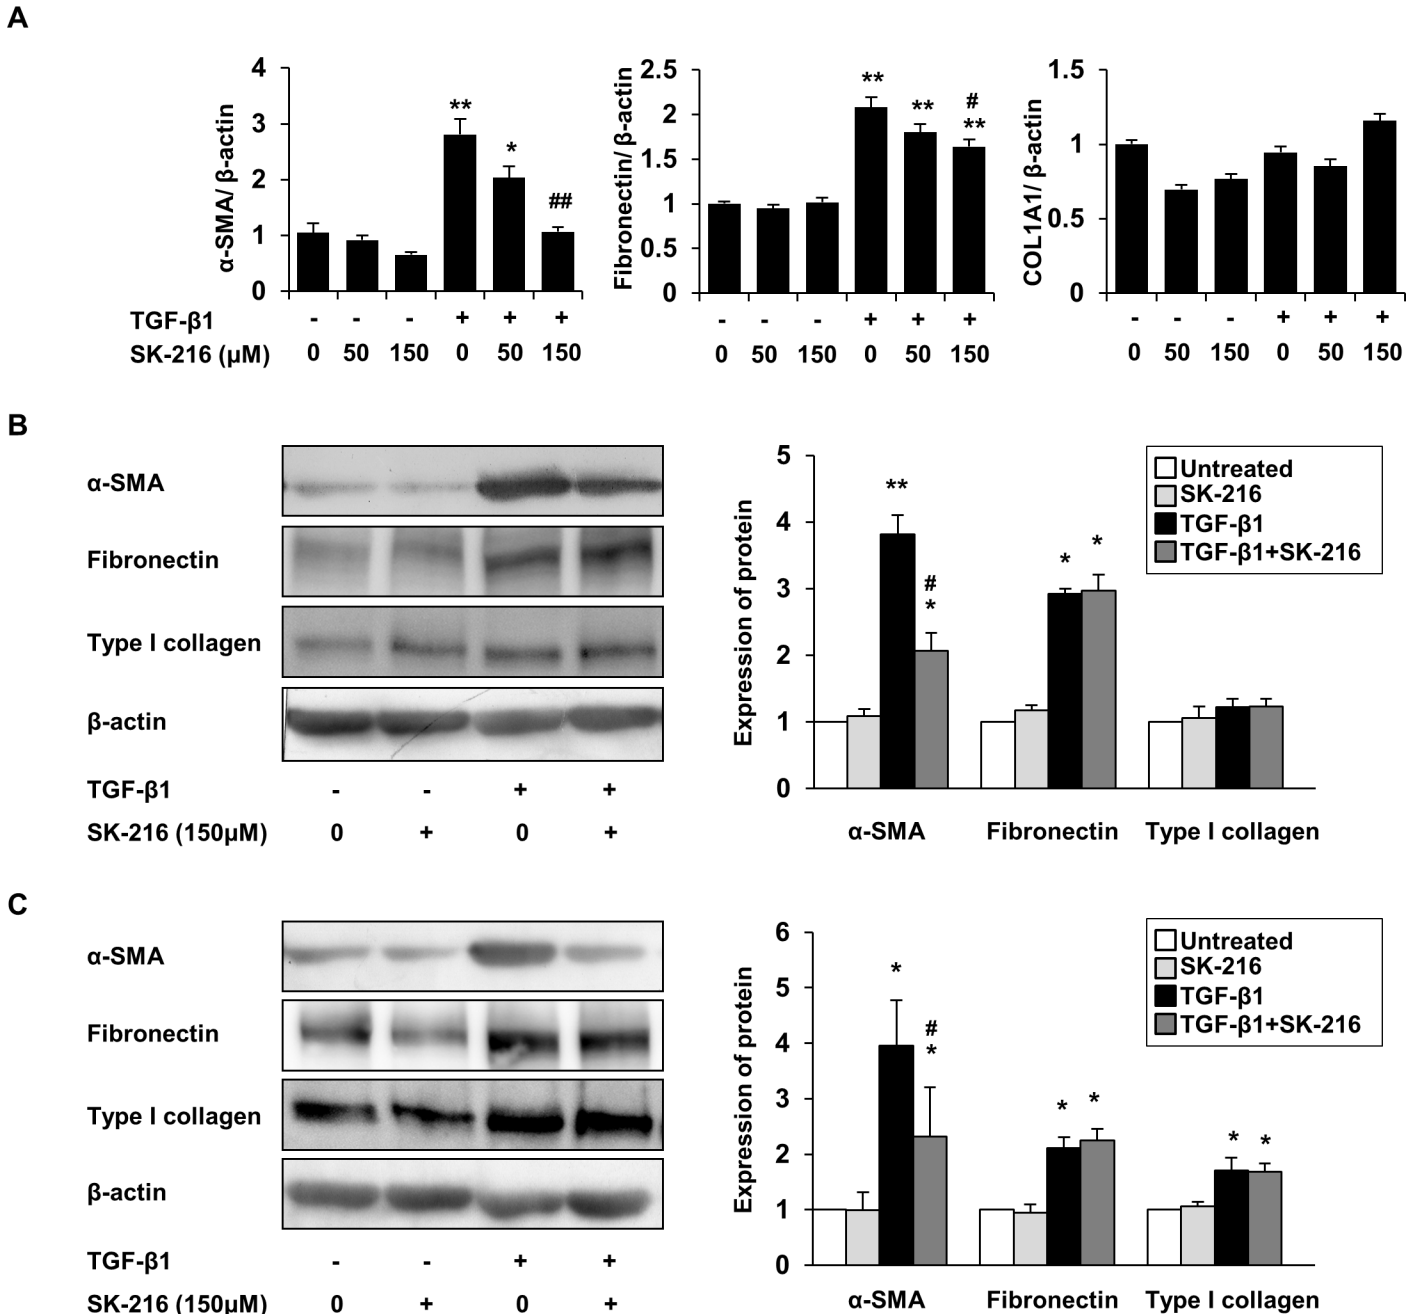 A
α-SMA/ β-actin
4
3
2
1
0
**
*
##
Fibronectin/ β-actin
2.5
2
1.5
1
0.5
0
**
**
#
**
COL1A1/ β-actin
1.5
1
0.5
0
TGF-β1 - - - + + + - - - + + + - - - + + +
SK-216 (μM) 0 50 150 0 50 150 0 50 150 0 50 150 0 50 150 0 50 150
B
α-SMA
Fibronectin
Type I collagen
β-actin
TGF-β1 - - + +
SK-216 (150μM) 0 + 0 +
Expression of protein
5
4
3
2
1
0
**
#
*
*
*
Untreated
SK-216
TGF-β1
TGF-β1+SK-216
α-SMA Fibronectin Type I collagen
C
α-SMA
Fibronectin
Type I collagen
β-actin
TGF-β1 - - + +
SK-216 (150μM) 0 + 0 +
Expression of protein
6
5
4
3
2
1
0
*
#
*
*
*
*
*
Untreated
SK-216
TGF-β1
TGF-β1+SK-216
α-SMA Fibronectin Type I collagen